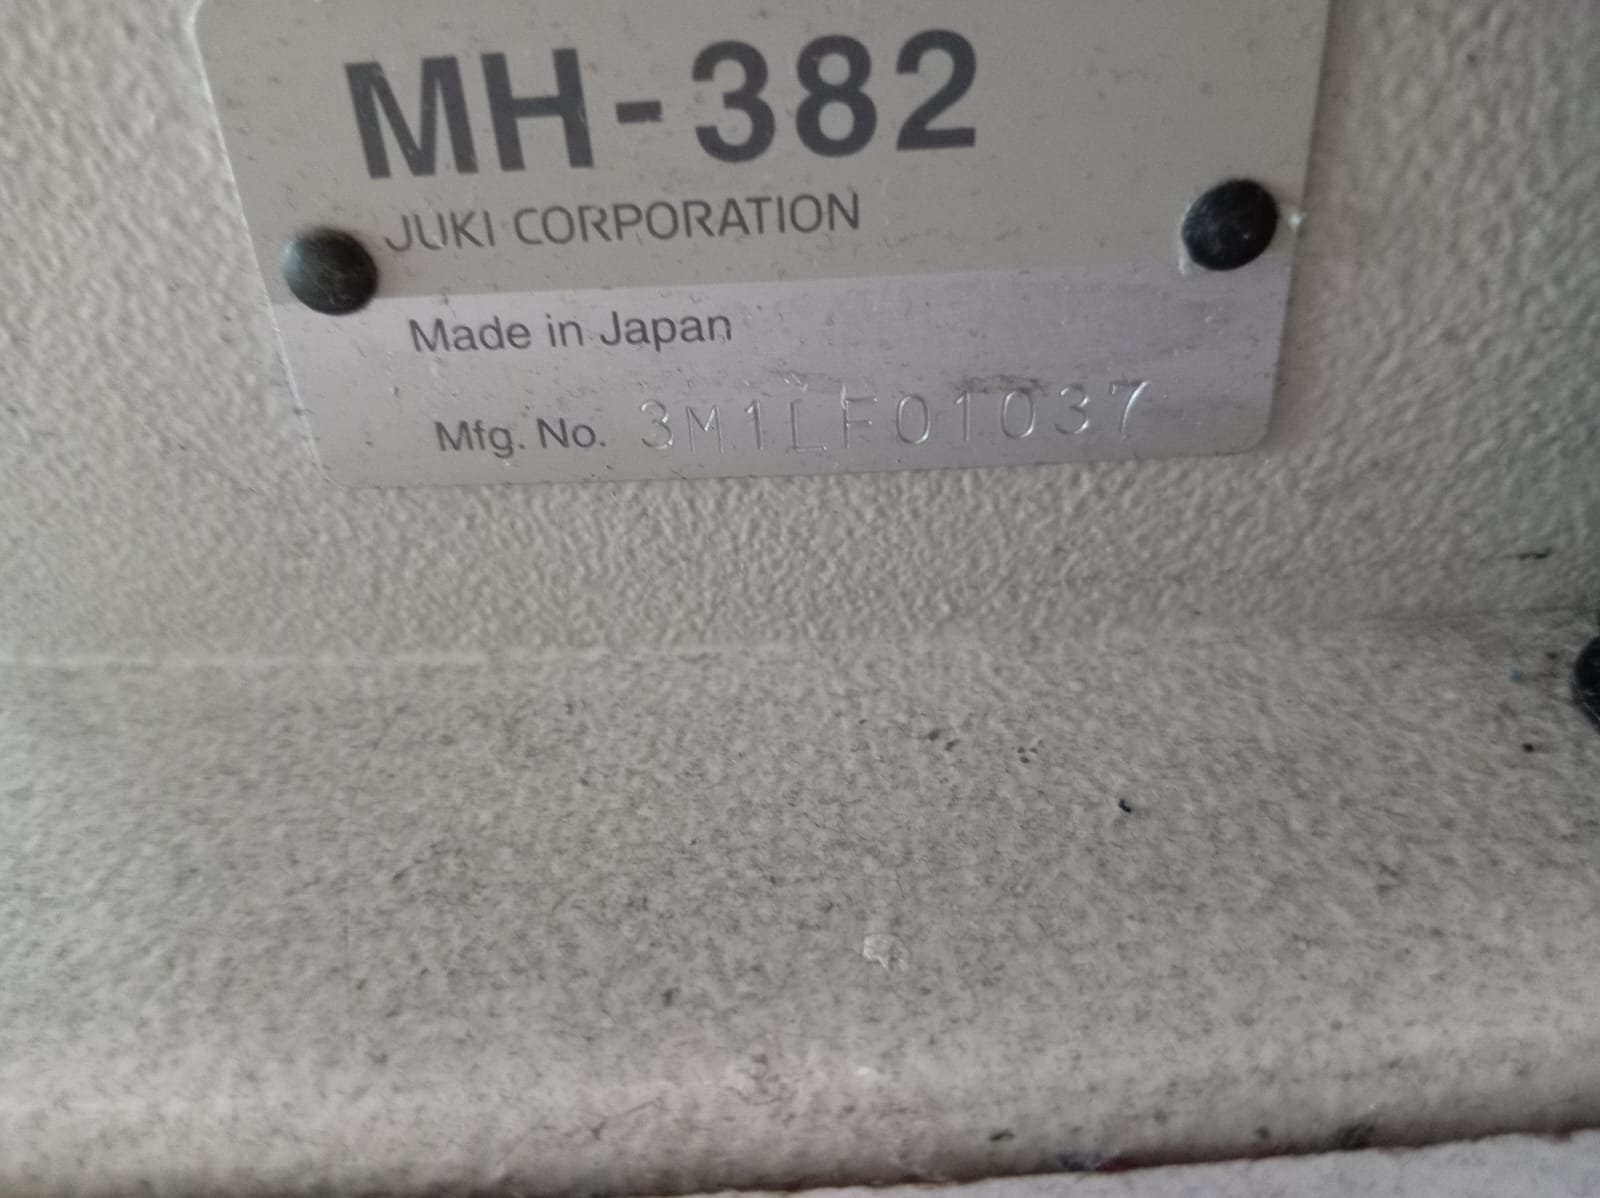 MH-382
JUKI CORPORATION
Made in Japan
Mfg. No. 3M1LF01037